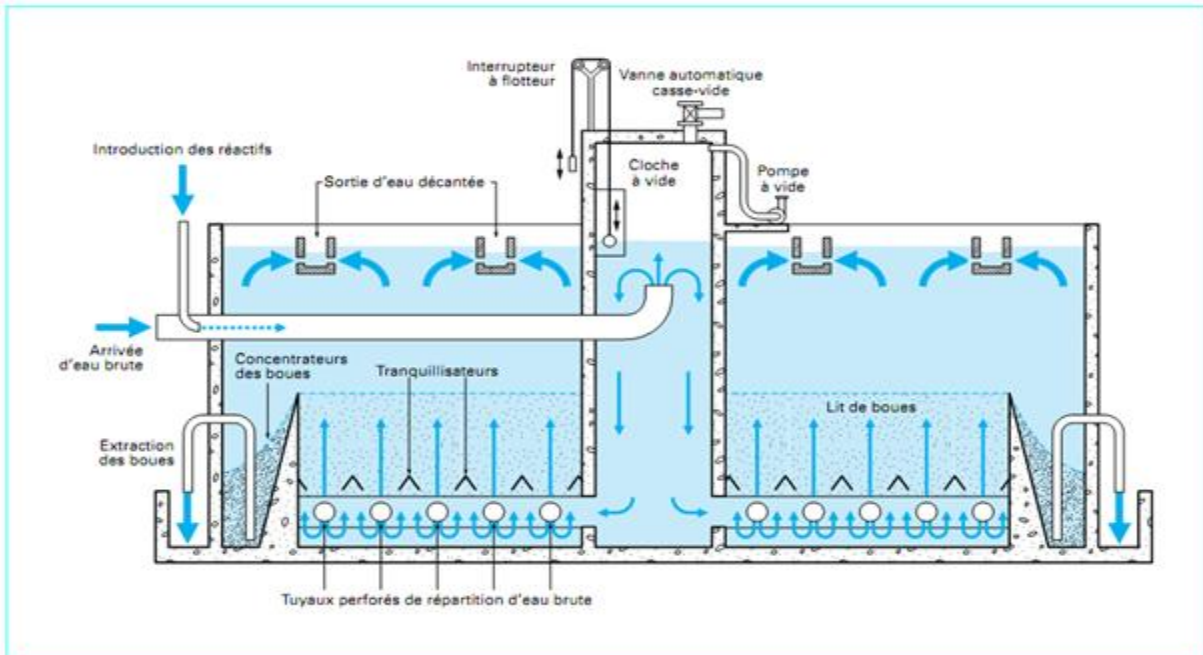 Interrupteur
à flotteur
Vanne automatique
casse-vide
Introduction des réactifs
Sortie d'eau décantée
Cloche
à vide
Pompe
à vide
Arrivée
d'eau brute
Concentrateurs
des boues
Tranquillisateurs
Lit de boues
Extraction
des boues
Tuyaux perforés de répartition d'eau brute